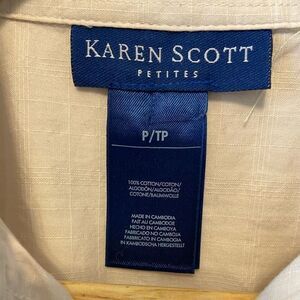 KAREN SCOTT
PETITES
P/TP
100% COTTON/COTON/
ALGODÓN/ALGODÃO/
COTONE/BAUMWOLLE
MADE IN CAMBODIA
FAIT AU CAMBODGE
HECHO EN CAMBOYA
FABRICADO NO CAMBOJA
FABRICATO IN CAMBOGIA
IN KAMBODSCHA HERGESTELLT